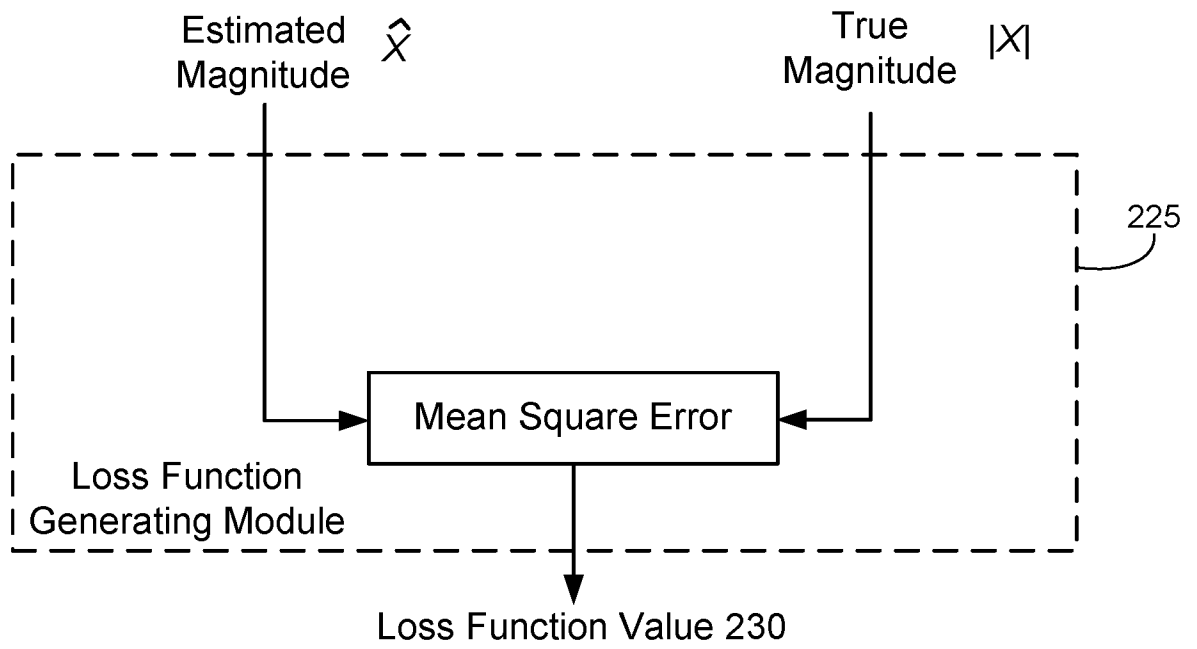 Estimated
Magnitude X̂
True
Magnitude |X|
225
Mean Square Error
Loss Function
Generating Module
Loss Function Value 230